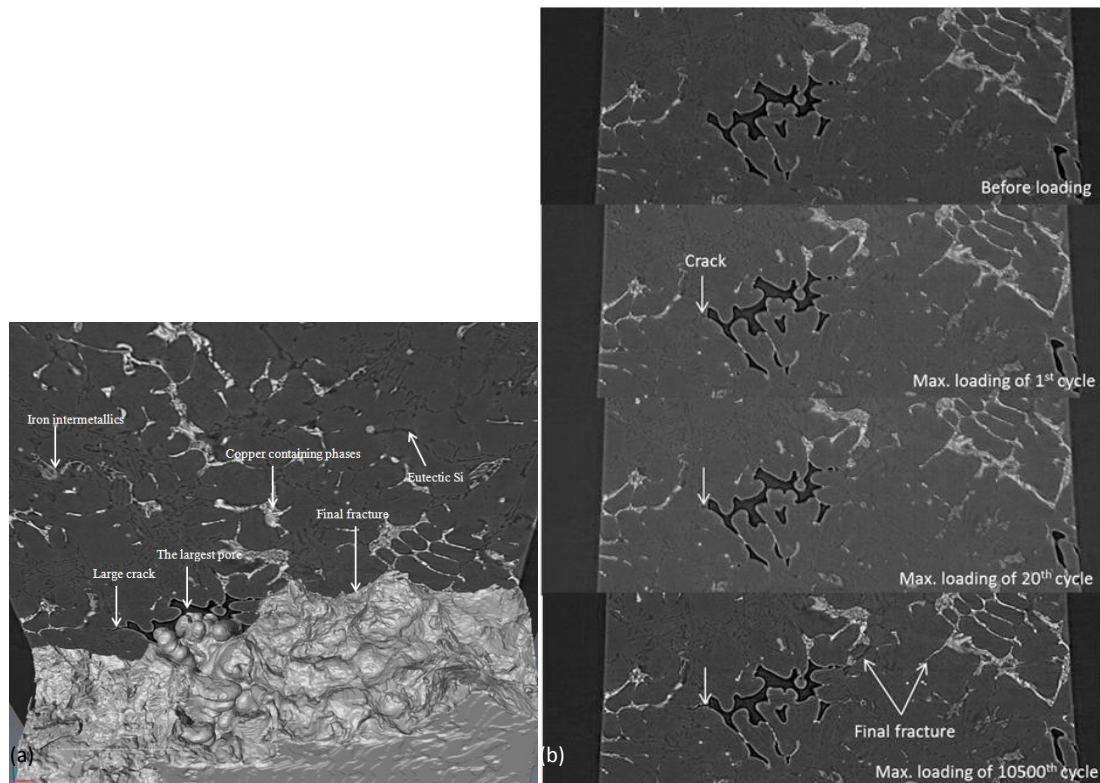 Iron intermetallics
Copper containing phases
Eutectic Si
Final fracture
The largest pore
Large crack
(a)
Before loading
Crack
Max. loading of 1st cycle
Max. loading of 20th cycle
Final fracture
Max. loading of 10500th cycle
(b)